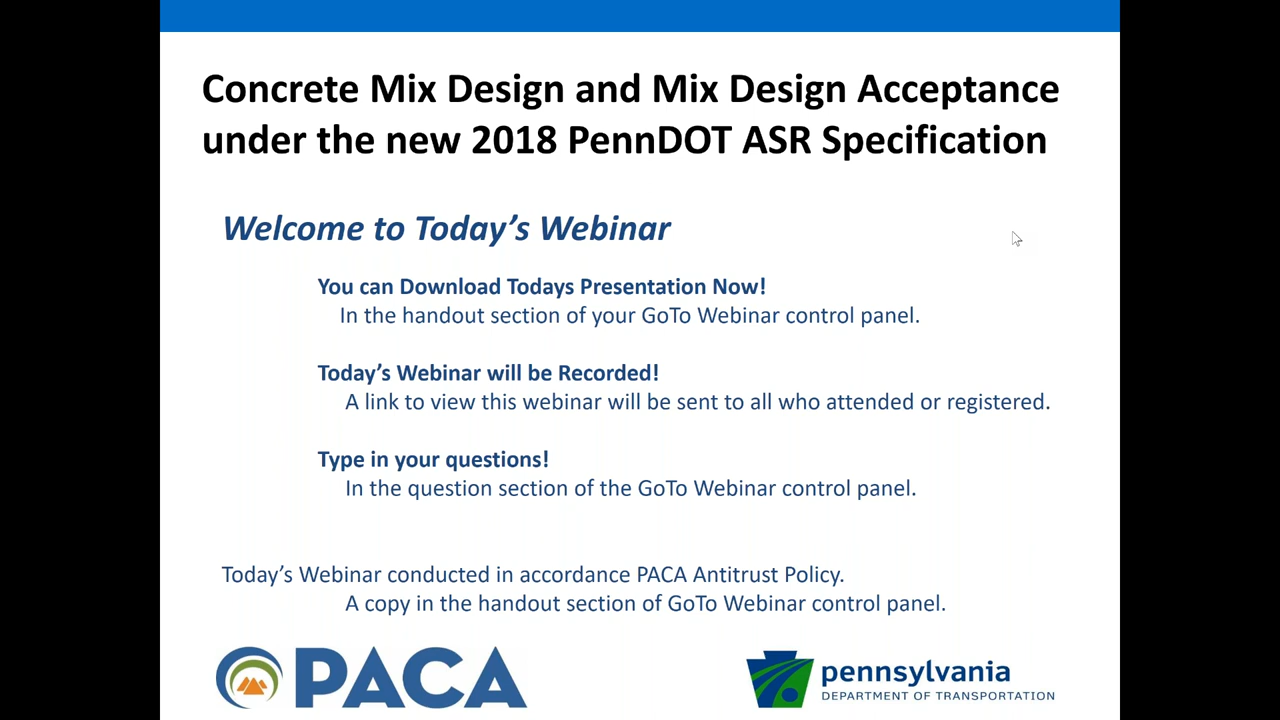 Concrete Mix Design and Mix Design Acceptance
under the new 2018 PennDOT ASR Specification
Welcome to Today's Webinar
You can Download Todays Presentation Now!
In the handout section of your GoTo Webinar control panel.
Today's Webinar will be Recorded!
A link to view this webinar will be sent to all who attended or registered.
Type in your questions!
In the question section of the GoTo Webinar control panel.
Today's Webinar conducted in accordance PACA Antitrust Policy.
A copy in the handout section of GoTo Webinar control panel.
PACA
pennsylvania
DEPARTMENT OF TRANSPORTATION